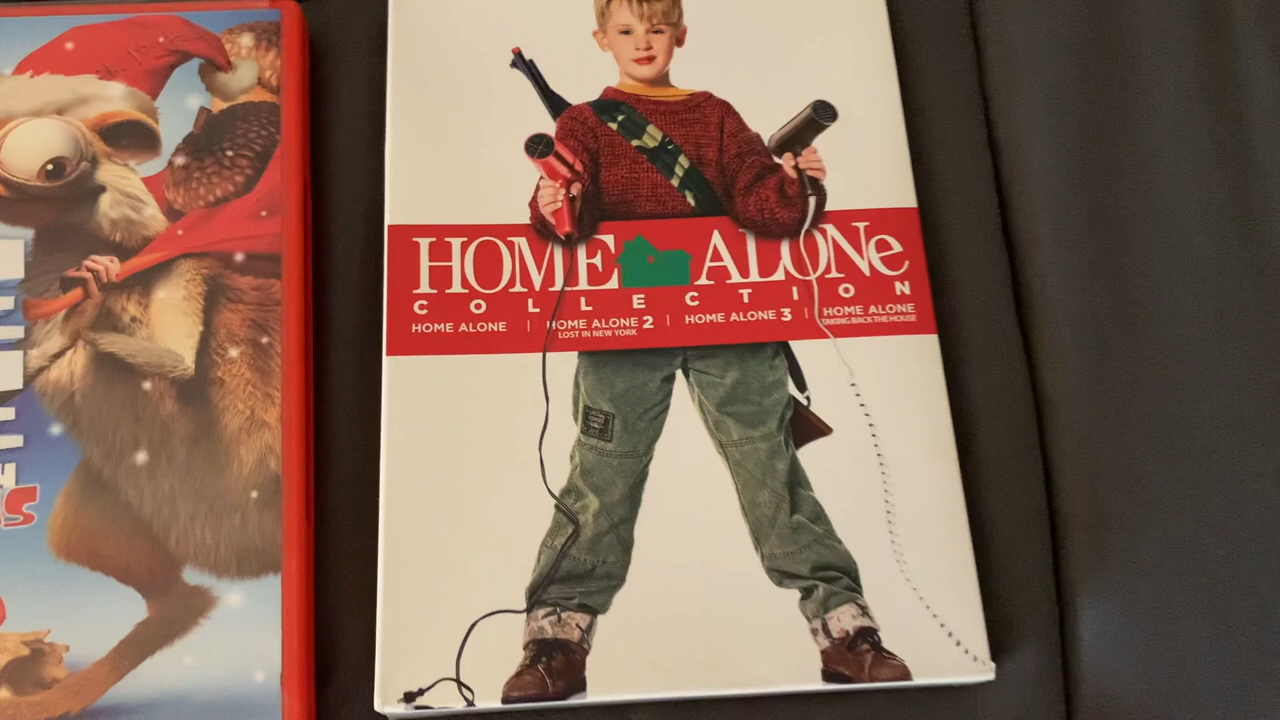 HOME ALONe
COLLECTION
HOME ALONE | HOME ALONE 2 | HOME ALONE 3 | HOME ALONE
LOST IN NEW YORK TAKING BACK THE HOUSE